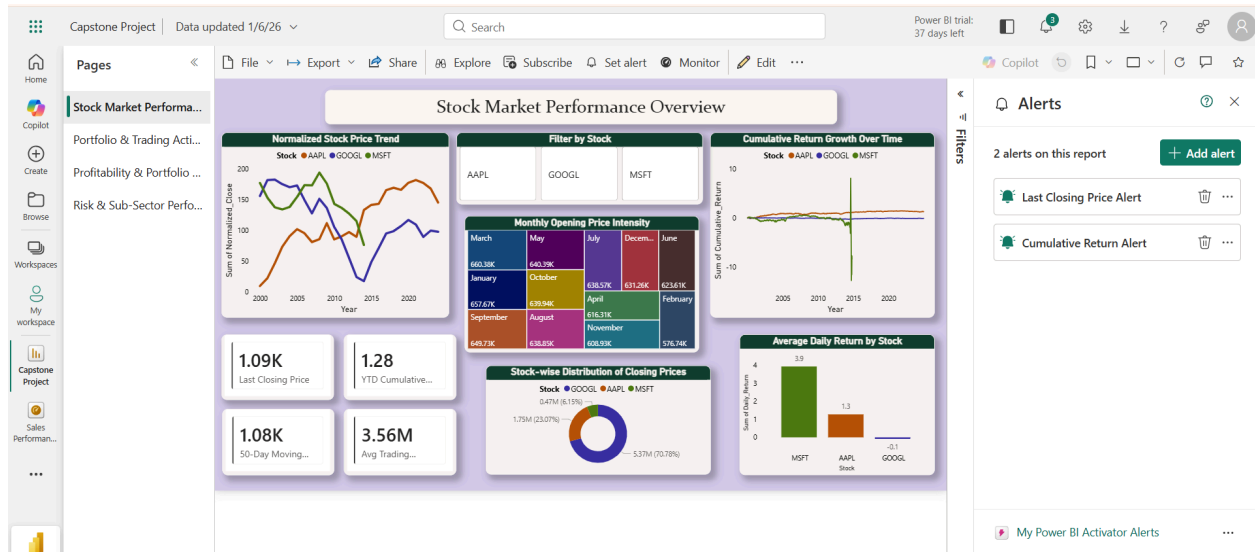 Capstone Project
Data updated 1/6/26
Search
Power BI trial:
37 days left
3
Home
Copilot
Create
Browse
Workspaces
My
workspace
Capstone
Project
Sales
Performan...
Pages
Stock Market Performa...
Portfolio & Trading Acti...
Profitability & Portfolio ...
Risk & Sub-Sector Perfo...
File
Export
Share
Explore
Subscribe
Set alert
Monitor
Edit
Copilot
Stock Market Performance Overview
Normalized Stock Price Trend
Stock AAPL GOOGL MSFT
Sum of Normalized_Close
200
150
100
50
0
2000 2005 2010 2015 2020
Year
Filter by Stock
AAPL
GOOGL
MSFT
Cumulative Return Growth Over Time
Stock AAPL GOOGL MSFT
Sum of Cumulative_Return
10
0
-10
2005 2010 2015 2020
Year
Monthly Opening Price Intensity
March
660.38K
January
657.67K
September
649.73K
May
640.39K
October
639.94K
August
638.85K
July
638.57K
Decem...
631.26K
June
623.61K
April
616.31K
November
608.93K
February
576.74K
1.09K
Last Closing Price
1.28
YTD Cumulative...
1.08K
50-Day Moving...
3.56M
Avg Trading...
Stock-wise Distribution of Closing Prices
Stock GOOGL AAPL MSFT
0.47M (6.15%)
1.75M (23.07%)
5.37M (70.78%)
Average Daily Return by Stock
Sum of Daily_Return
4
3
2
1
0
3.9
1.3
-0.1
MSFT
AAPL
GOOGL
Stock
Filters
Alerts
2 alerts on this report
Add alert
Last Closing Price Alert
Cumulative Return Alert
My Power BI Activator Alerts